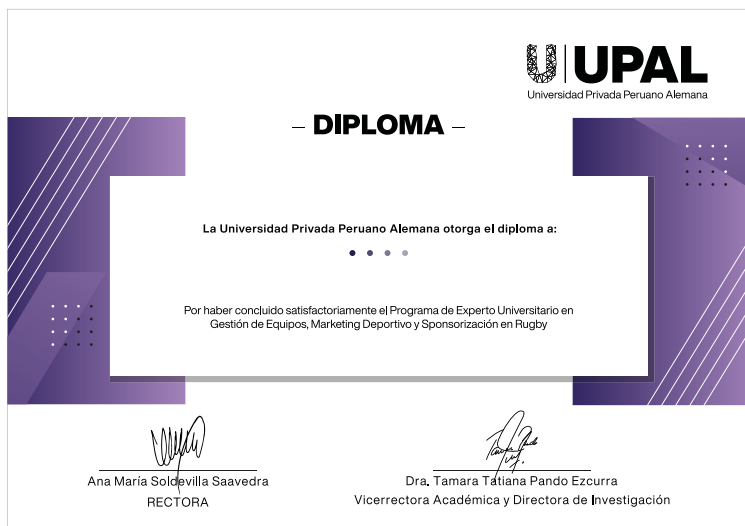 UPAL
Universidad Privada Peruano Alemana
– DIPLOMA –
La Universidad Privada Peruano Alemana otorga el diploma a:
Por haber concluido satisfactoriamente el Programa de Experto Universitario en
Gestión de Equipos, Marketing Deportivo y Sponsorización en Rugby
Ana María Soldevilla Saavedra
RECTORA
Dra. Tamara Tatiana Pando Ezcurra
Vicerrectora Académica y Directora de Investigación